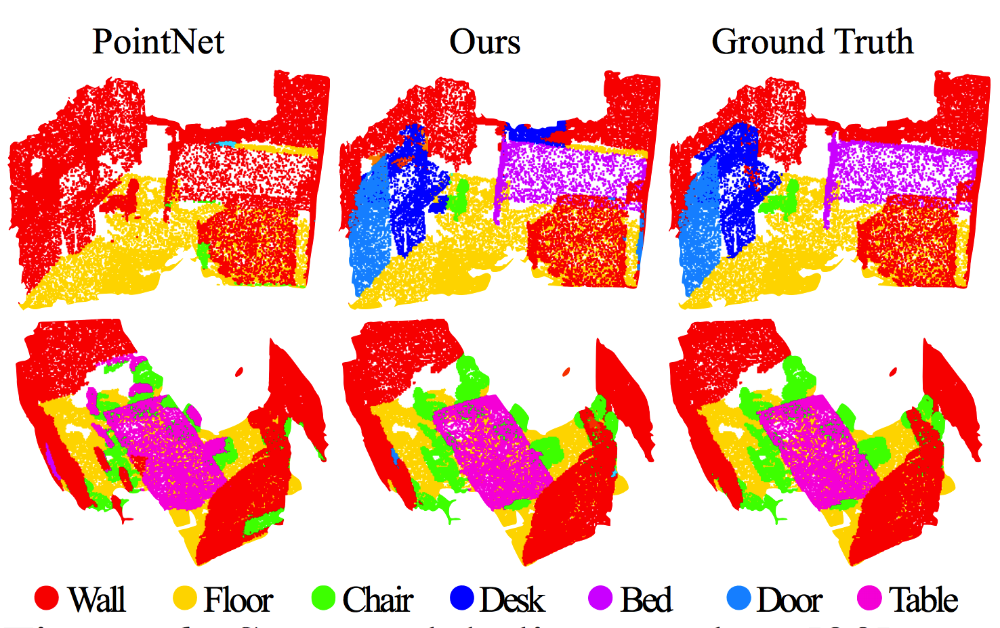 PointNet Ours Ground Truth
Wall Floor Chair Desk Bed Door Table